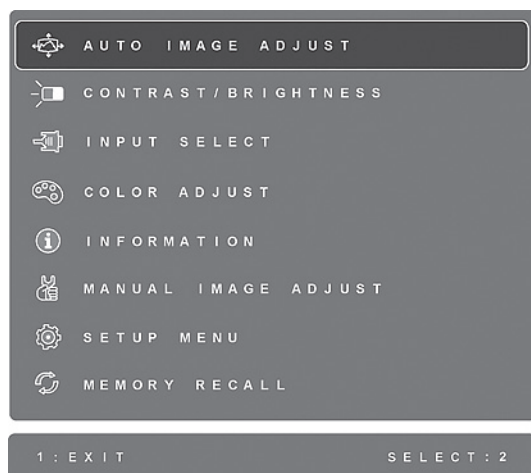 AUTO IMAGE ADJUST
CONTRAST/BRIGHTNESS
INPUT SELECT
COLOR ADJUST
INFORMATION
MANUAL IMAGE ADJUST
SETUP MENU
MEMORY RECALL
1:EXIT SELECT:2